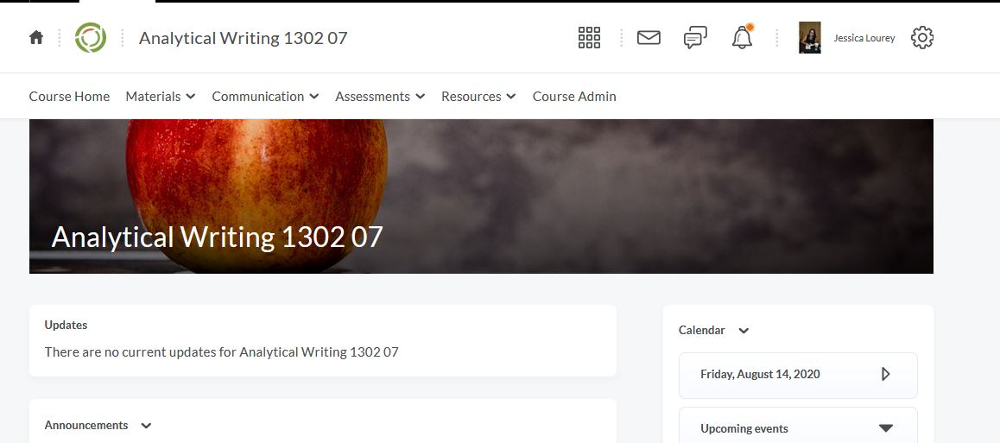 Analytical Writing 1302 07
Jessica Lourey
Course Home Materials Communication Assessments Resources Course Admin
Analytical Writing 1302 07
Updates
There are no current updates for Analytical Writing 1302 07
Announcements
Calendar
Friday, August 14, 2020
Upcoming events